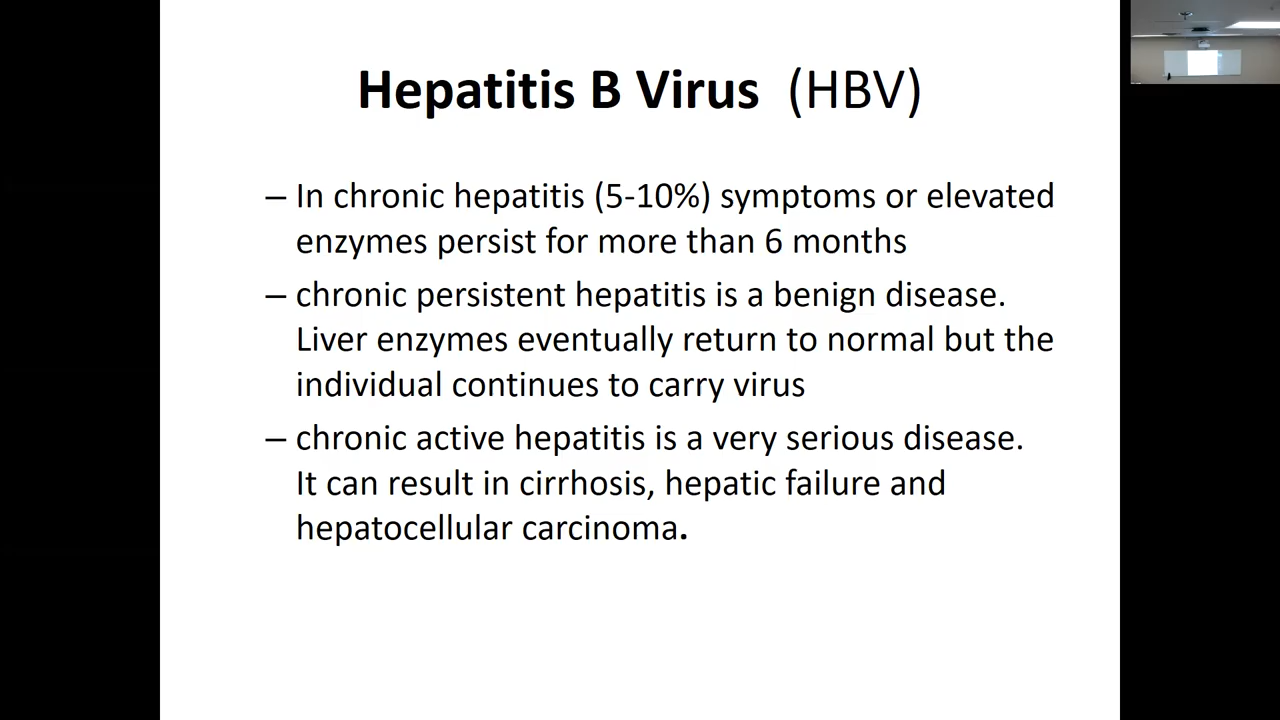 Hepatitis B Virus (HBV)
– In chronic hepatitis (5-10%) symptoms or elevated
enzymes persist for more than 6 months
– chronic persistent hepatitis is a benign disease.
Liver enzymes eventually return to normal but the
individual continues to carry virus
– chronic active hepatitis is a very serious disease.
It can result in cirrhosis, hepatic failure and
hepatocellular carcinoma.